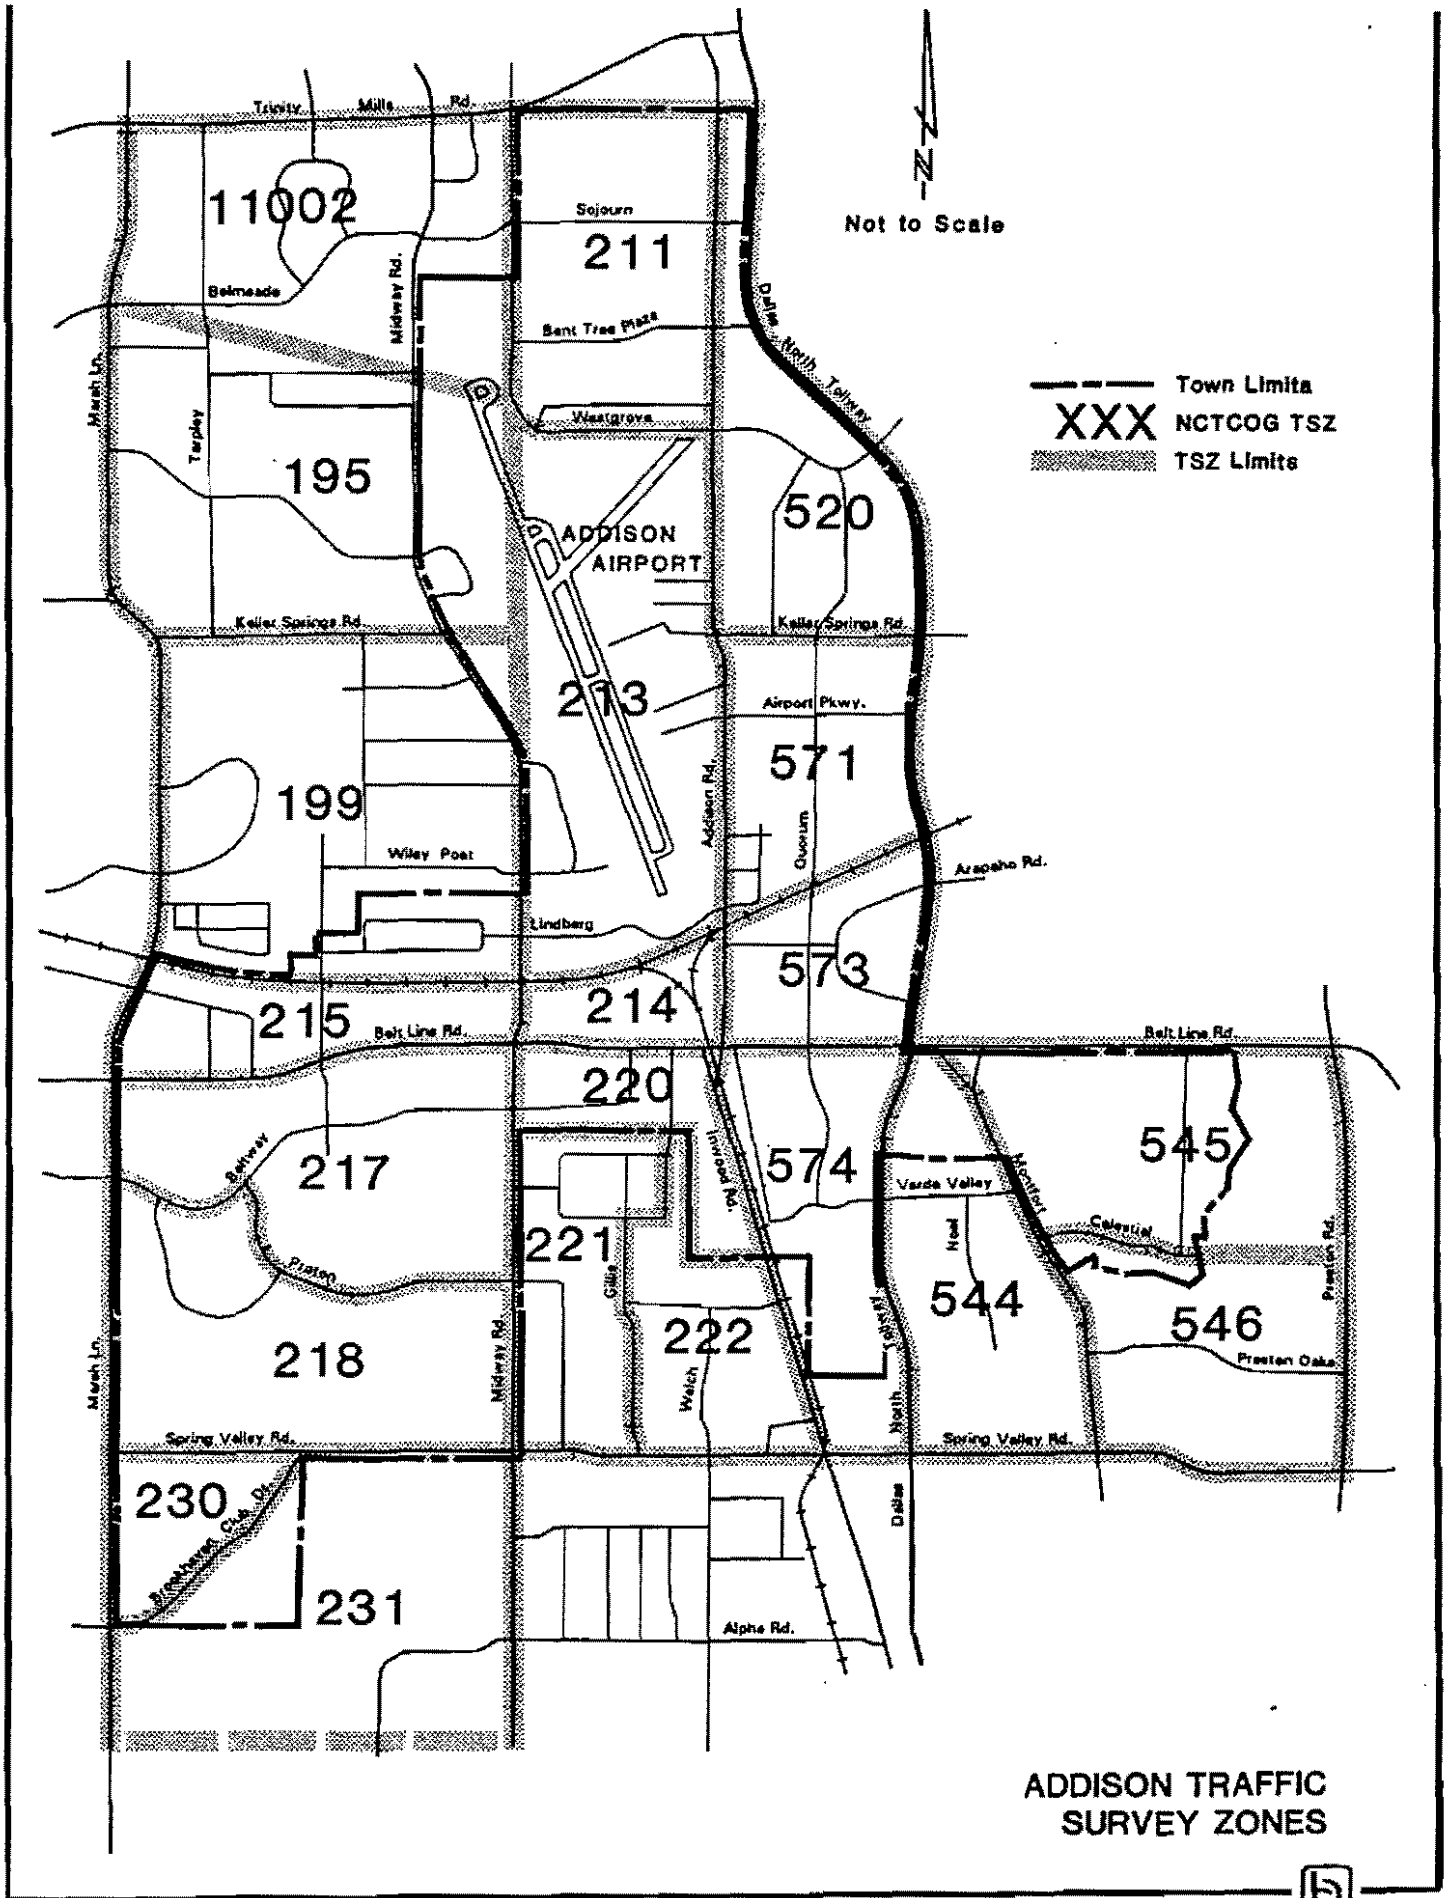 Trinity Mills Rd.
11002
Sojourn
211
-N-
Not to Scale
Midway Rd.
Belmeade
Bent Tree Plaza
Dallas North Tollway
Marsh Ln.
Tarpley
Westgrove
Town Limits
XXX NCTCOG TSZ
TSZ Limits
195
520
ADDISON
AIRPORT
Keller Springs Rd.
Keller Springs Rd.
213
Airport Pkwy.
571
199
Addison Rd.
Quorum
Wiley Post
Arapaho Rd.
Lindberg
573
215
214
Belt Line Rd.
Belt Line Rd.
220
545
Beltway
217
Inwood Rd.
574
Verde Valley
Montfort
Celestial
Preston Rd.
221
Noel
Proton
Gillis
544
546
222
218
Preston Oaks
Marsh Ln.
Midway Rd.
Welch
Tollway
North
Dallas
Spring Valley Rd.
Spring Valley Rd.
230
Brookhaven Club Dr.
231
Alpha Rd.
ADDISON TRAFFIC
SURVEY ZONES